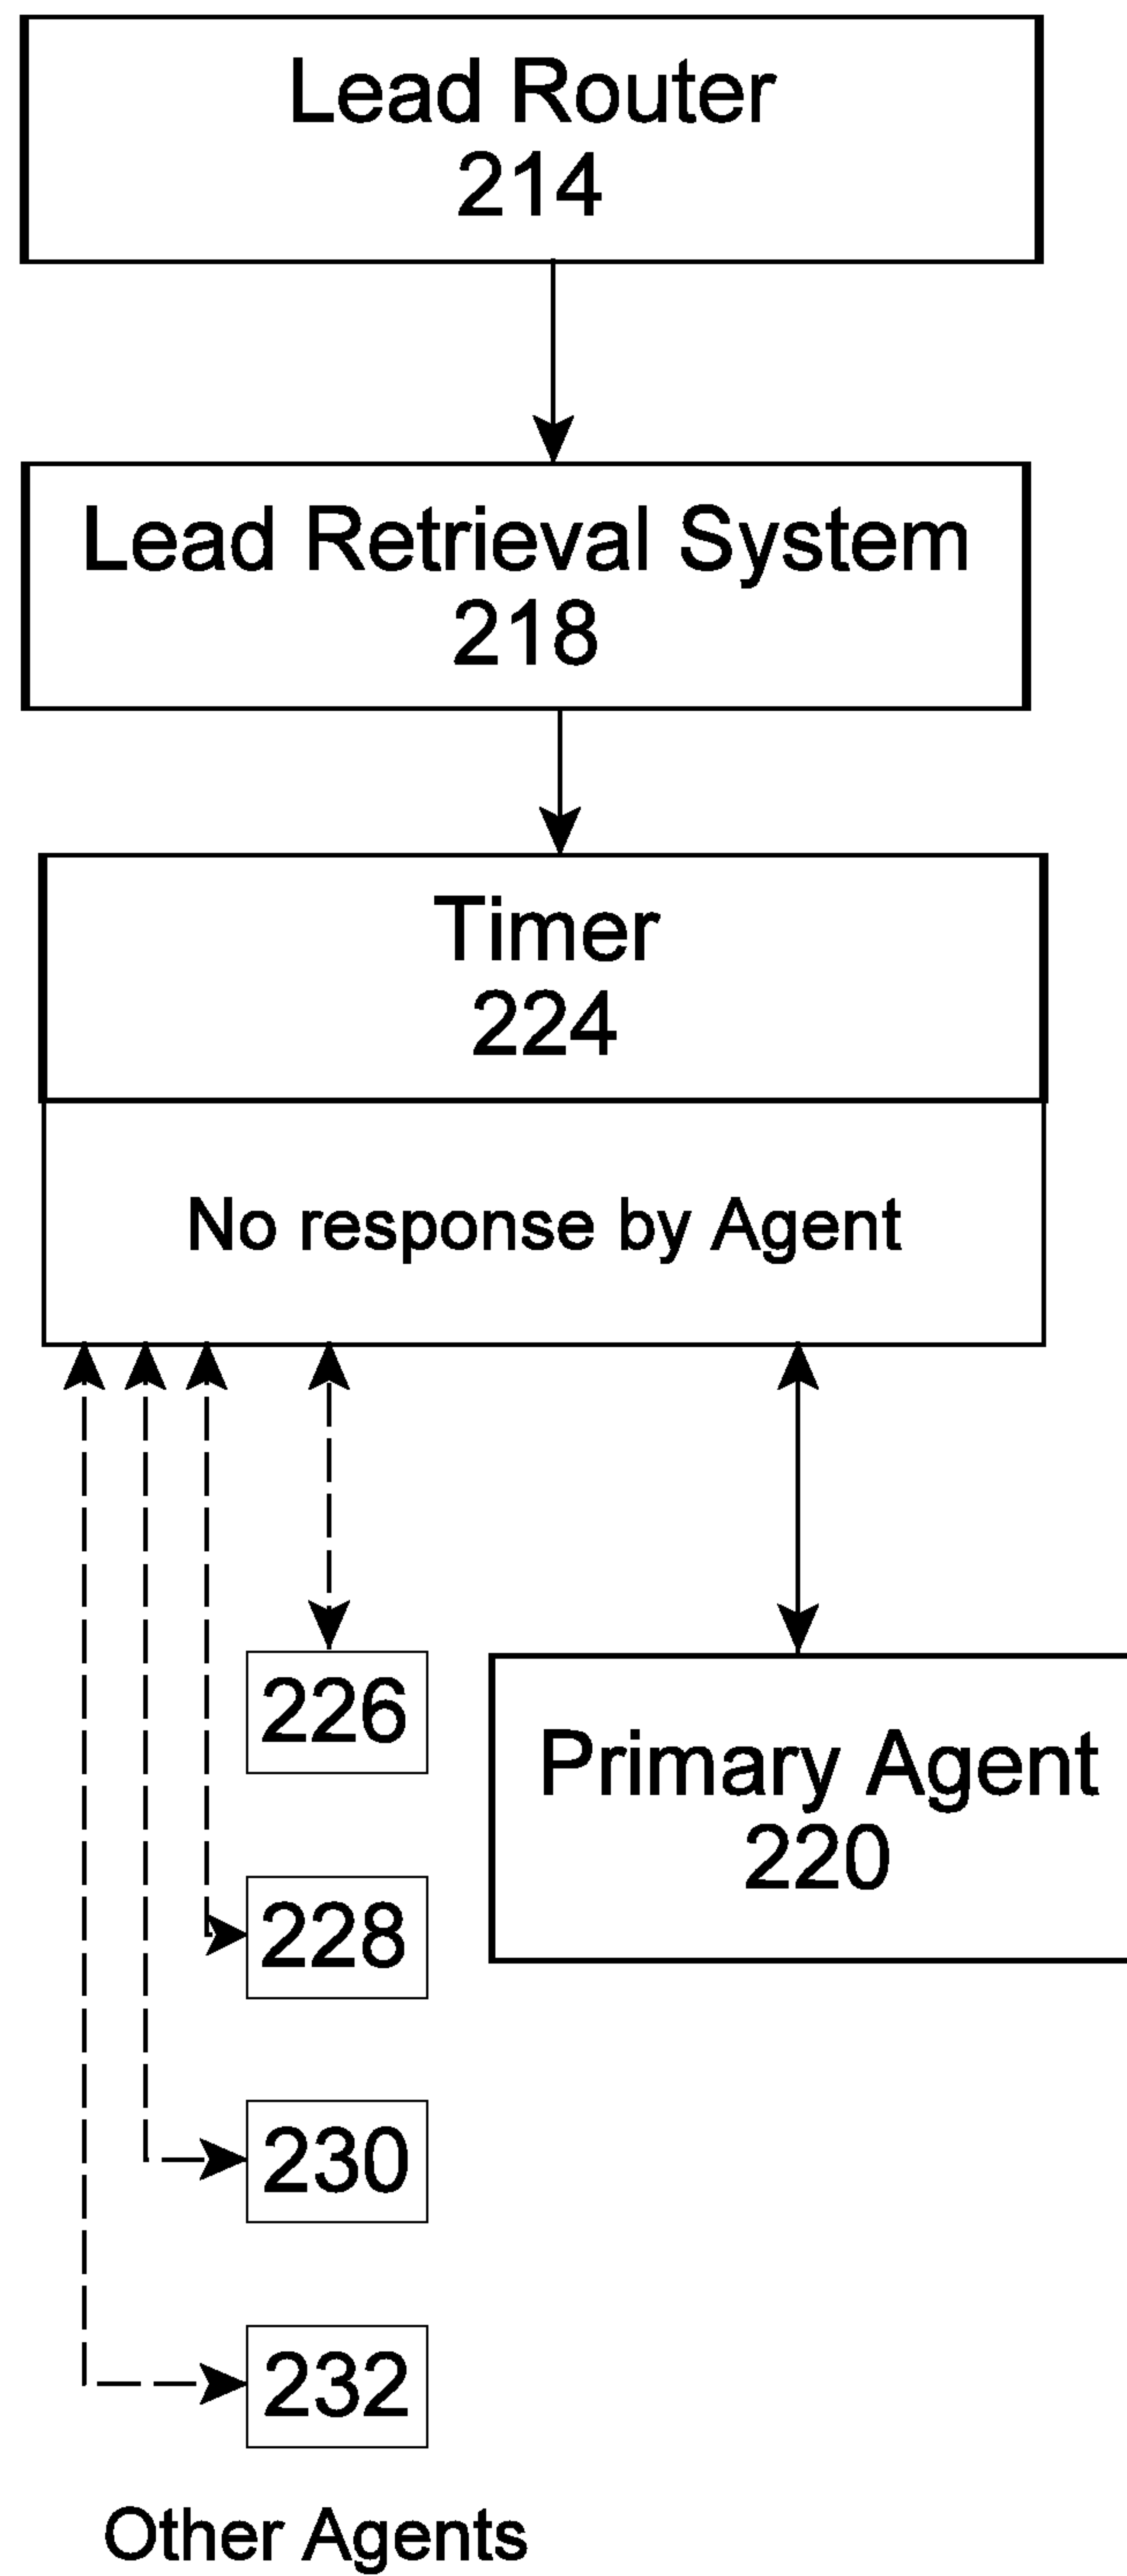 Lead Router
214
Lead Retrieval System
218
Timer
224
No response by Agent
226
Primary Agent
220
228
230
232
Other Agents